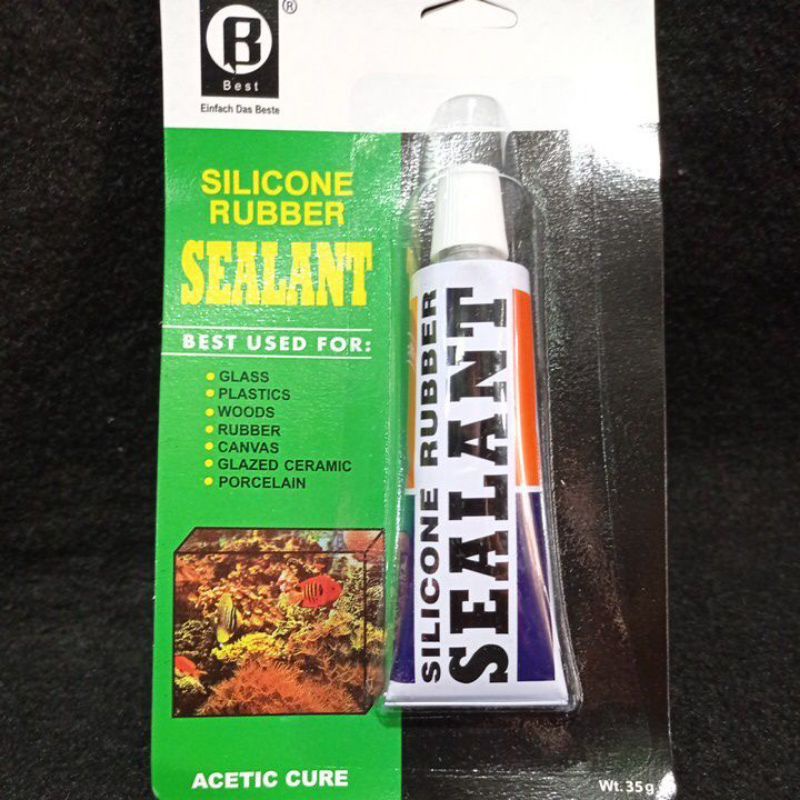 B
®
Best
Einfach Das Beste
SILICONE
RUBBER
SEALANT
BEST USED FOR:
• GLASS
• PLASTICS
• WOODS
• RUBBER
• CANVAS
• GLAZED CERAMIC
• PORCELAIN
SILICONE RUBBER
SEALANT
ACETIC CURE
Wt. 35g